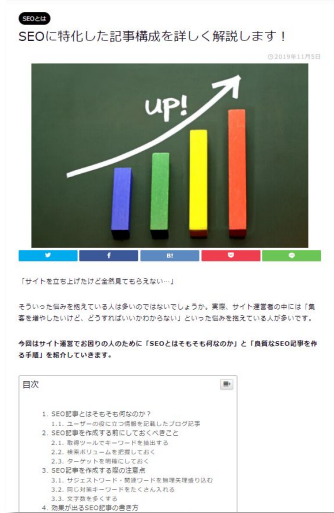 SEOとは
SEOに特化した記事構成を詳しく解説します！
2019年11月5日
up!
B!
「サイトを立ち上げたけど全然見てもらえない…」
そういった悩みを抱えている人は多いのではないでしょうか。実際、サイト運営者の中には「集
客を増やしたいけど、どうすればいいかわからない」といった悩みを抱えている人が多いです。
今回はサイト運営でお困りの人のために「SEOとはそもそも何なのか」と「良質なSEO記事を作
る手順」を紹介していきます。
目次
1. SEO記事とはそもそも何なのか？
1.1. ユーザーの役に立つ情報を記載したブログ記事
2. SEO記事を作成する前にしておくべきこと
2.1. 取得ツールでキーワードを抽出する
2.2. 検索ボリュームを把握しておく
2.3. ターゲットを明確にしておく
3. SEO記事を作成する際の注意点
3.1. サジェストワード・関連ワードを無理矢理盛り込む
3.2. 同じ対策キーワードをたくさん入れる
3.3. 文字数を多くする
4. 効果が出るSEO記事の書き方